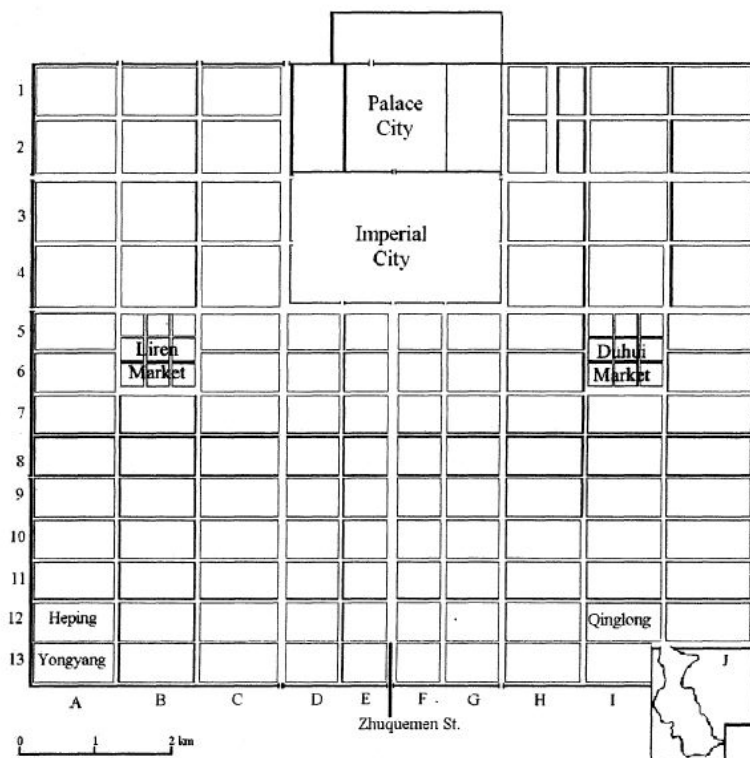 1
Palace
City
2
3
Imperial
City
4
5
Liren
Duhui
Market
Market
6
7
8
9
10
11
12
Heping
Qinglong
13
Yongyang
A
B
C
D
E
F
G
H
I
J
Zhuquemen St.
0
1
2 km